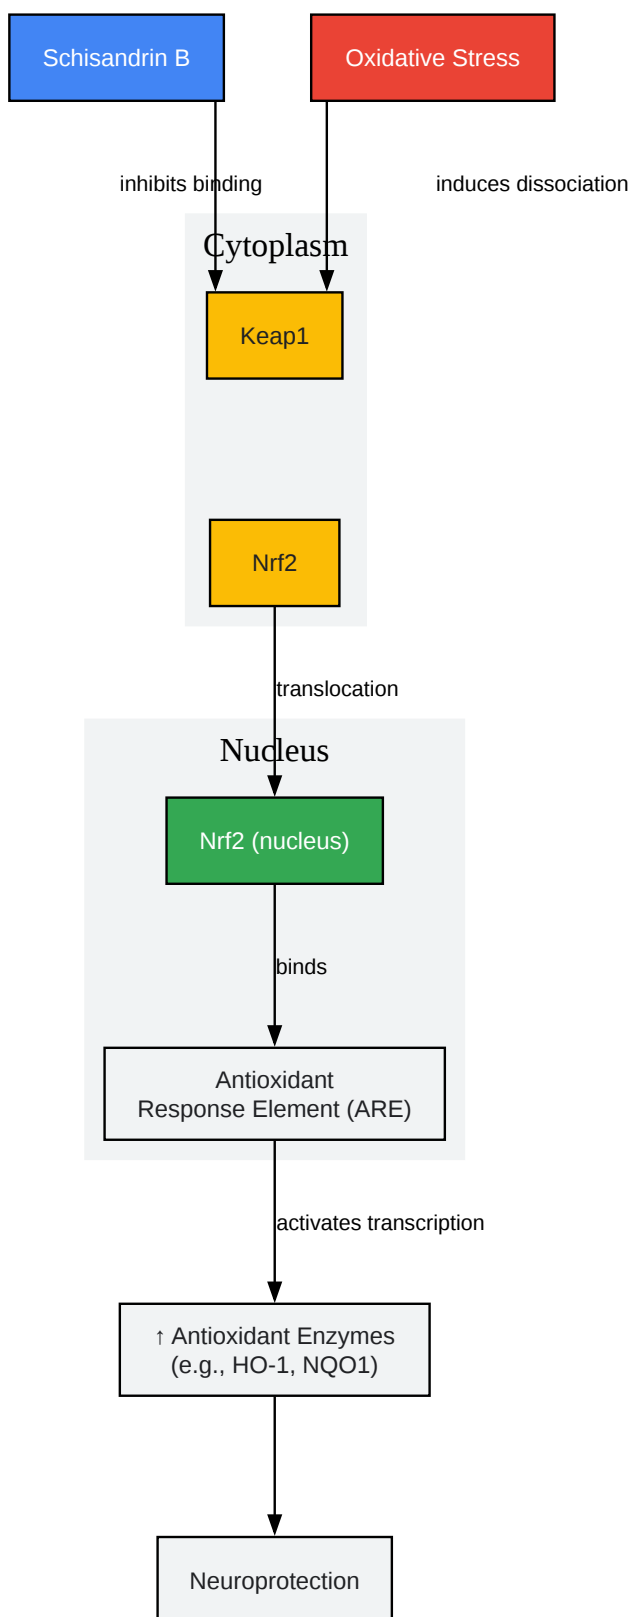 Schisandrin B
Oxidative Stress
inhibits binding
induces dissociation
Cytoplasm
Keap1
Nrf2
translocation
Nucleus
Nrf2 (nucleus)
binds
Antioxidant
Response Element (ARE)
activates transcription
↑ Antioxidant Enzymes
(e.g., HO-1, NQO1)
Neuroprotection